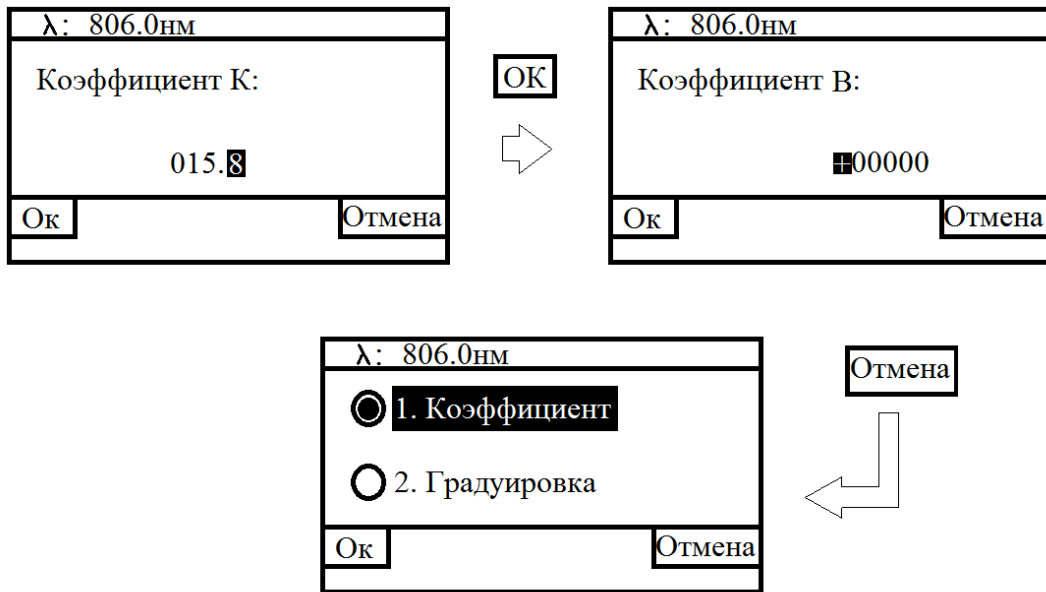 λ: 806.0нм
Коэффициент К:
015.8
Ок Отмена
ОК
λ: 806.0нм
Коэффициент В:
+00000
Ок Отмена
λ: 806.0нм
1. Коэффициент
2. Градуировка
Ок Отмена
Отмена